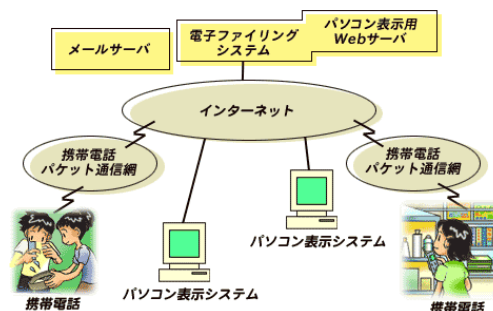 メールサーバ
電子ファイリング
システム
パソコン表示用
Webサーバ
インターネット
携帯電話
パケット通信網
携帯電話
パケット通信網
パソコン表示システム
パソコン表示システム
携帯電話
携帯電話